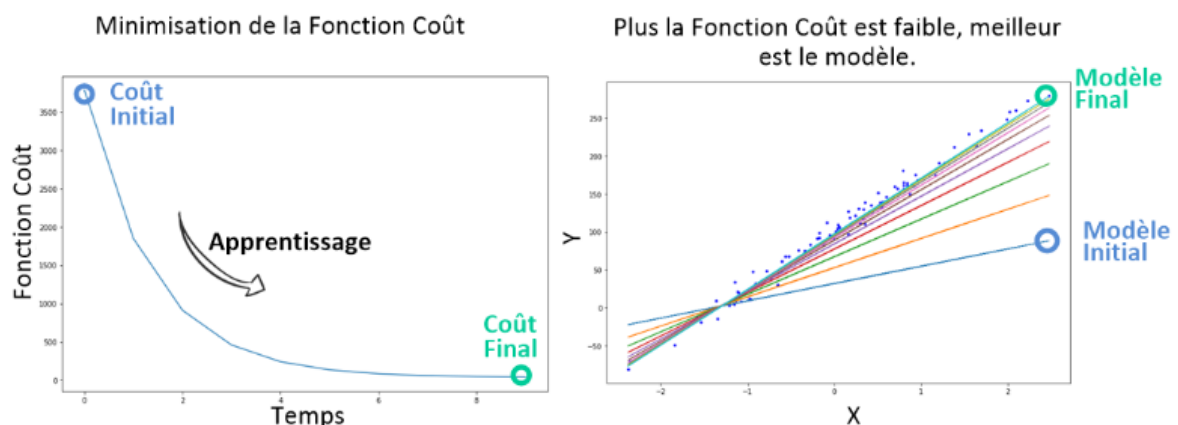 Minimisation de la Fonction Coût
Fonction Coût
3500
3000
2500
2000
1500
1000
500
0
Coût
Initial
Apprentissage
Coût
Final
0
2
4
6
8
Temps
Plus la Fonction Coût est faible, meilleur
est le modèle.
Y
250
200
150
100
50
0
−50
Modèle
Final
Modèle
Initial
−2
−1
0
1
2
X